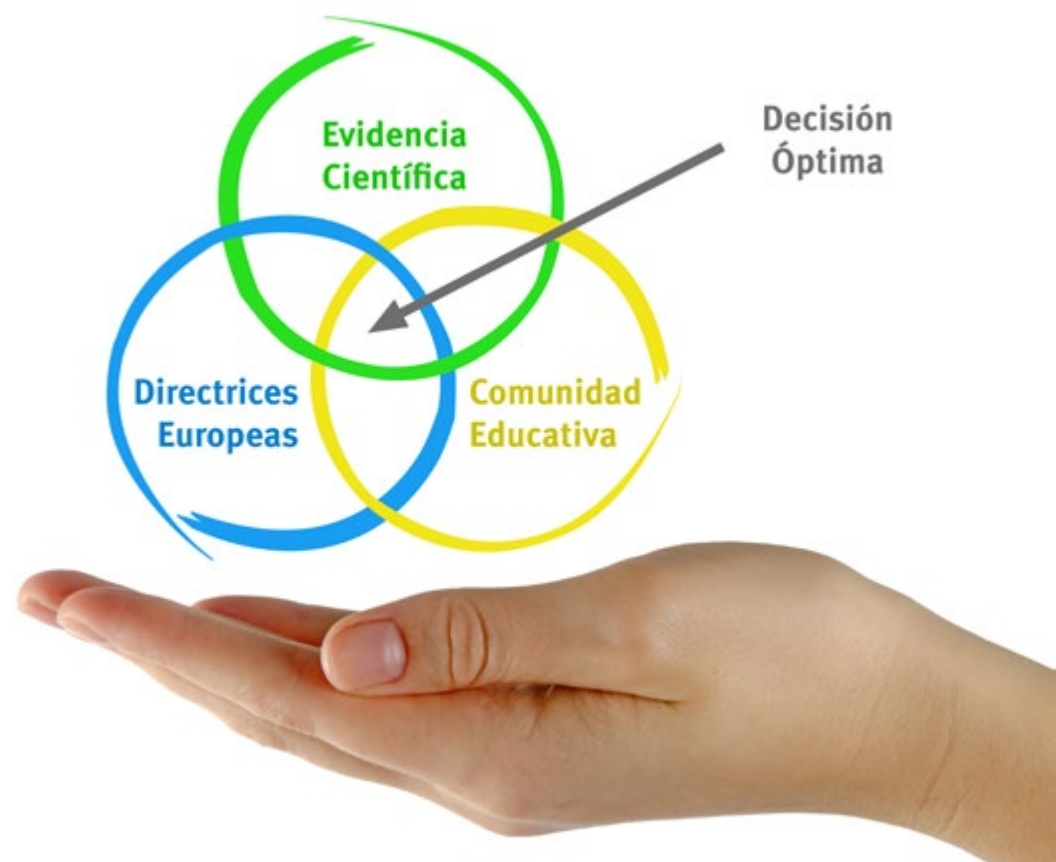 Evidencia
Científica
Decisión
Óptima
Directrices
Europeas
Comunidad
Educativa